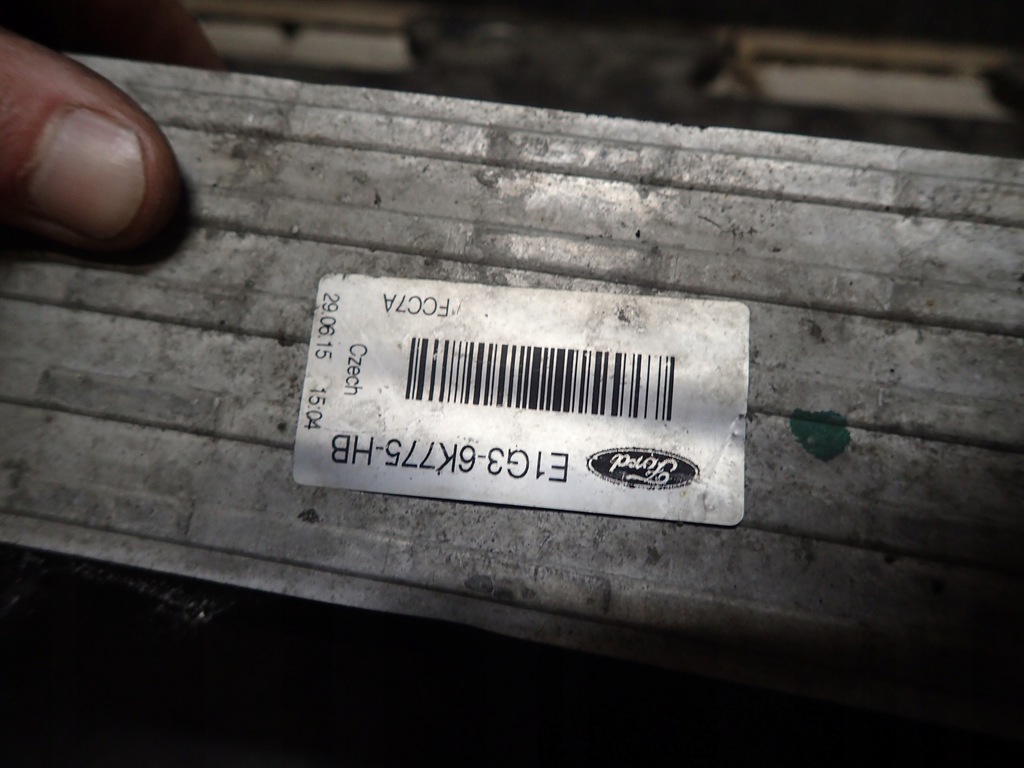 Ford E1G3-6K775-HB
FCC7A
Czech
29.06.15 15:04